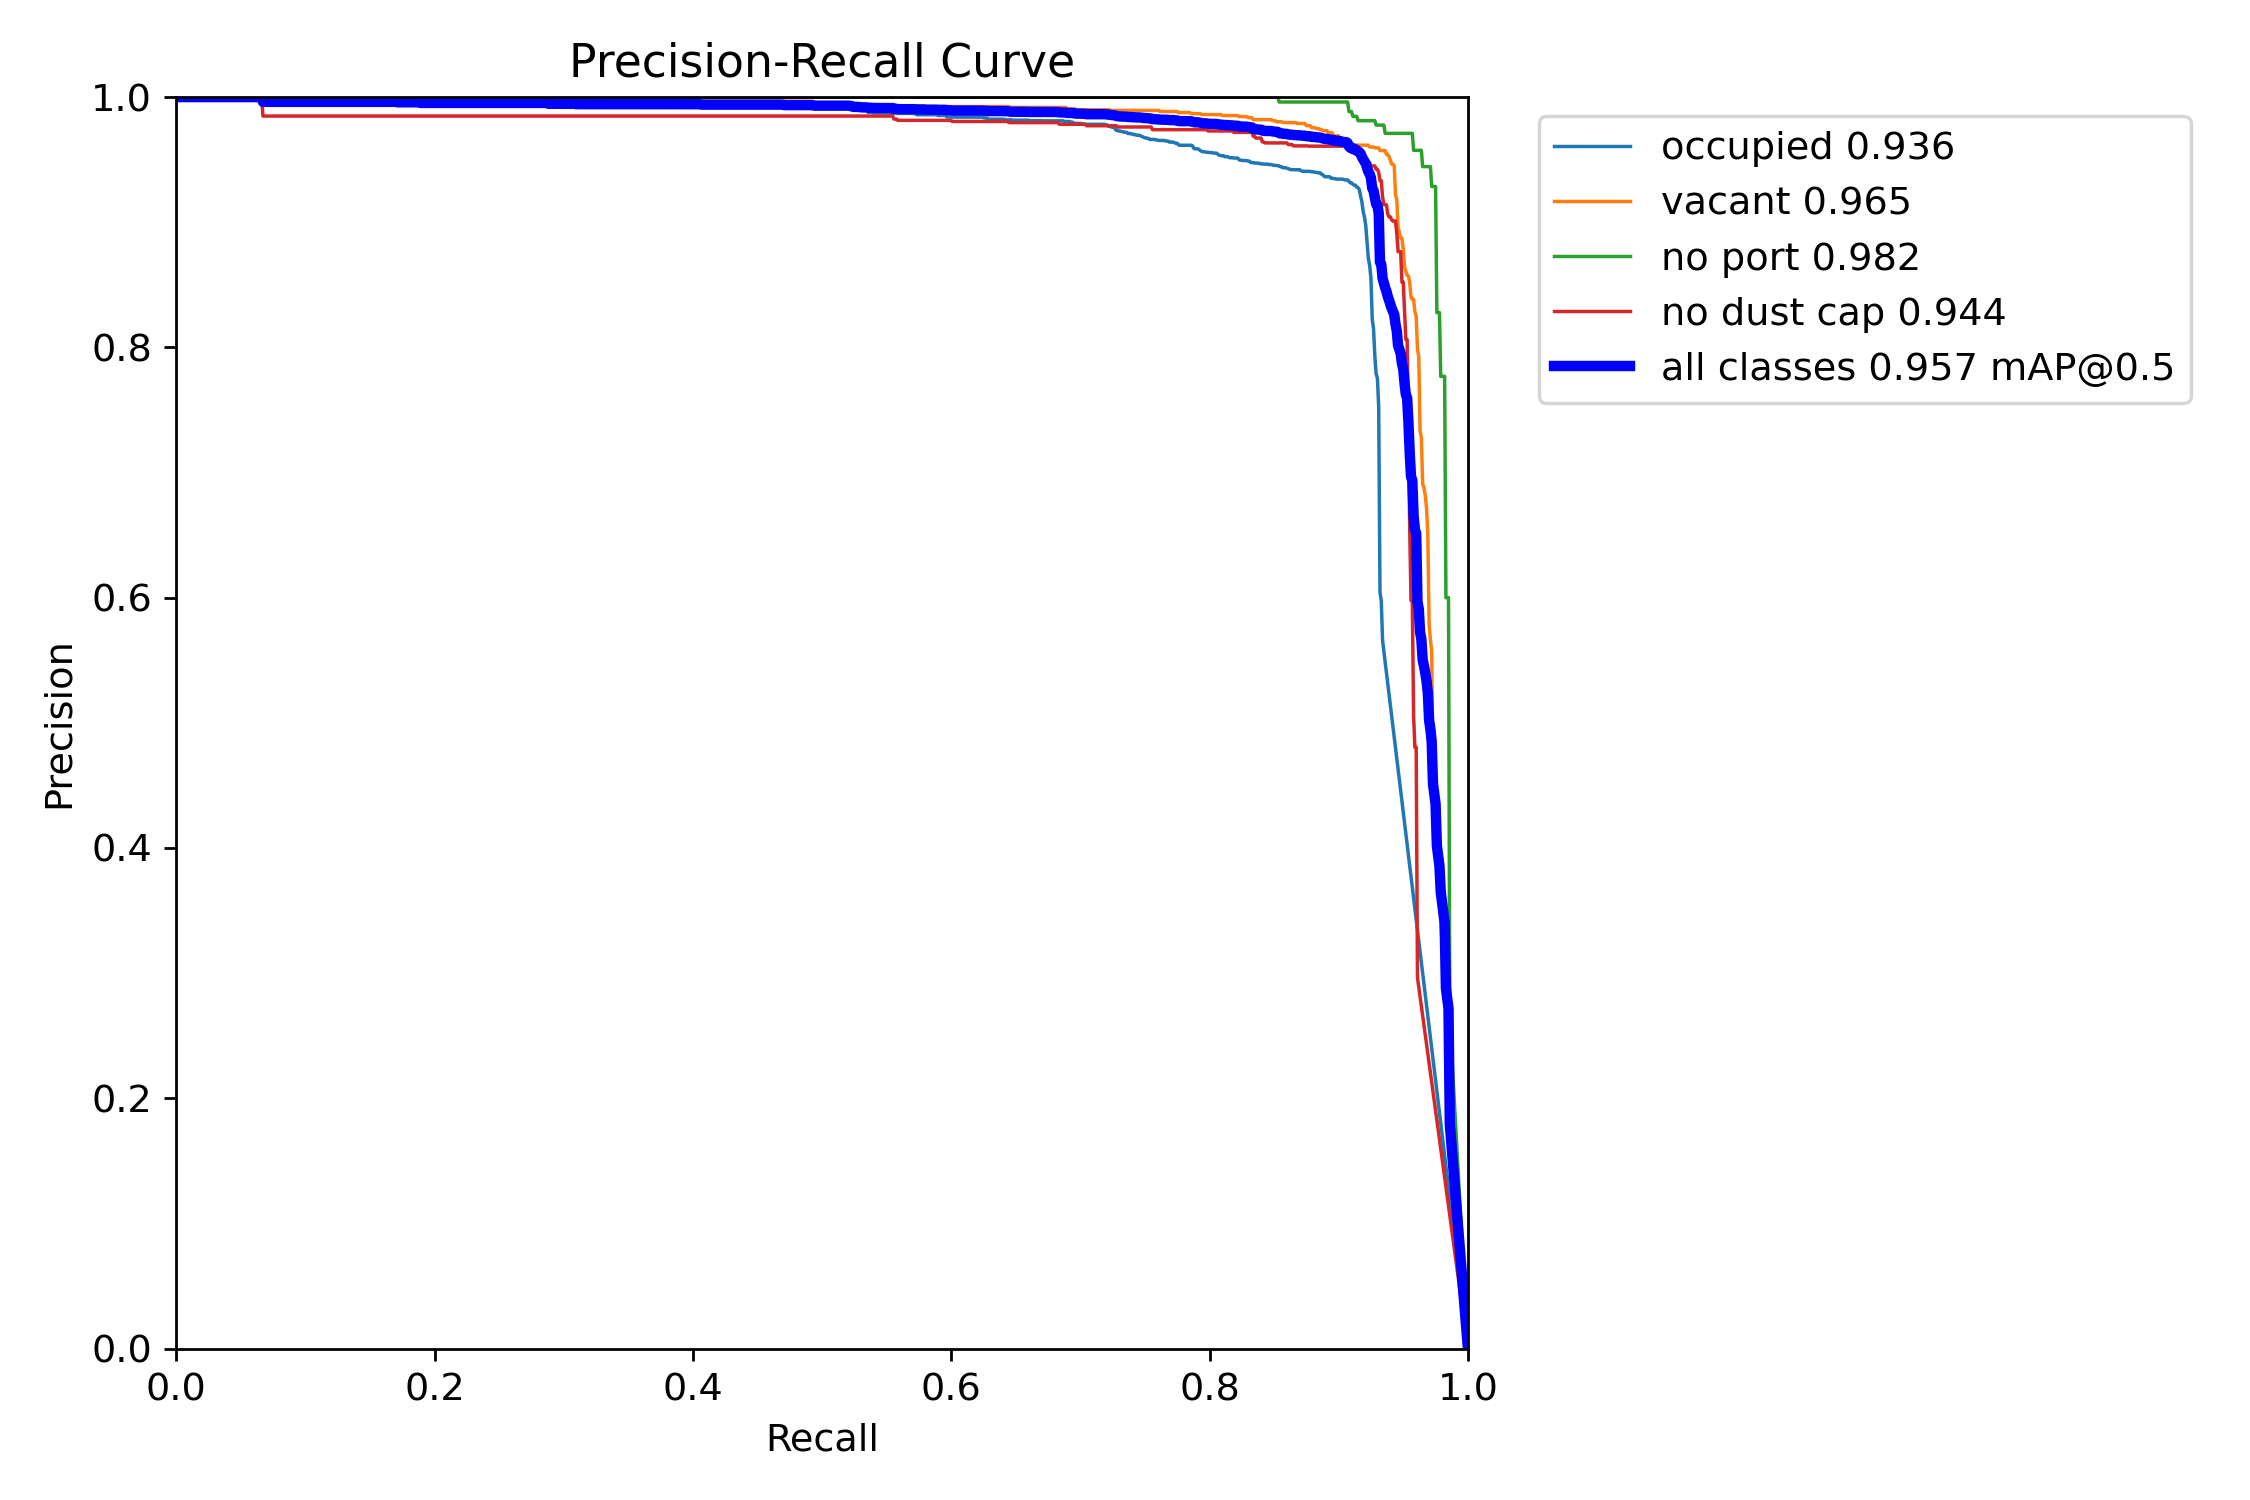 Precision-Recall Curve
1.0
0.8
0.6
0.4
0.2
0.0
Precision
0.0 0.2 0.4 0.6 0.8 1.0
Recall
occupied 0.936
vacant 0.965
no port 0.982
no dust cap 0.944
all classes 0.957 mAP@0.5